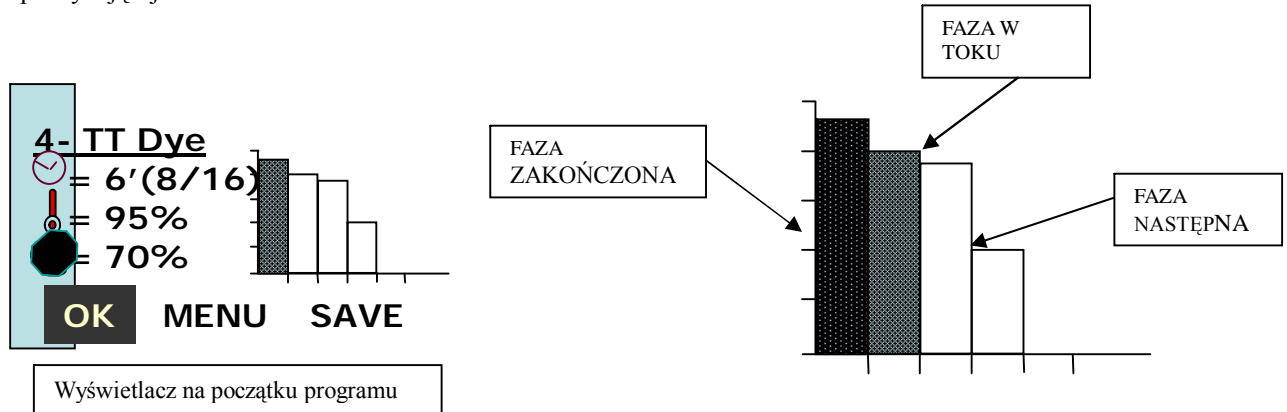 4- TT Dye
= 6'(8/16)
= 95%
= 70%
OK MENU SAVE
Wyświetlacz na początku programu
FAZA
ZAKOŃCZONA
FAZA W
TOKU
FAZA
NASTĘPNA